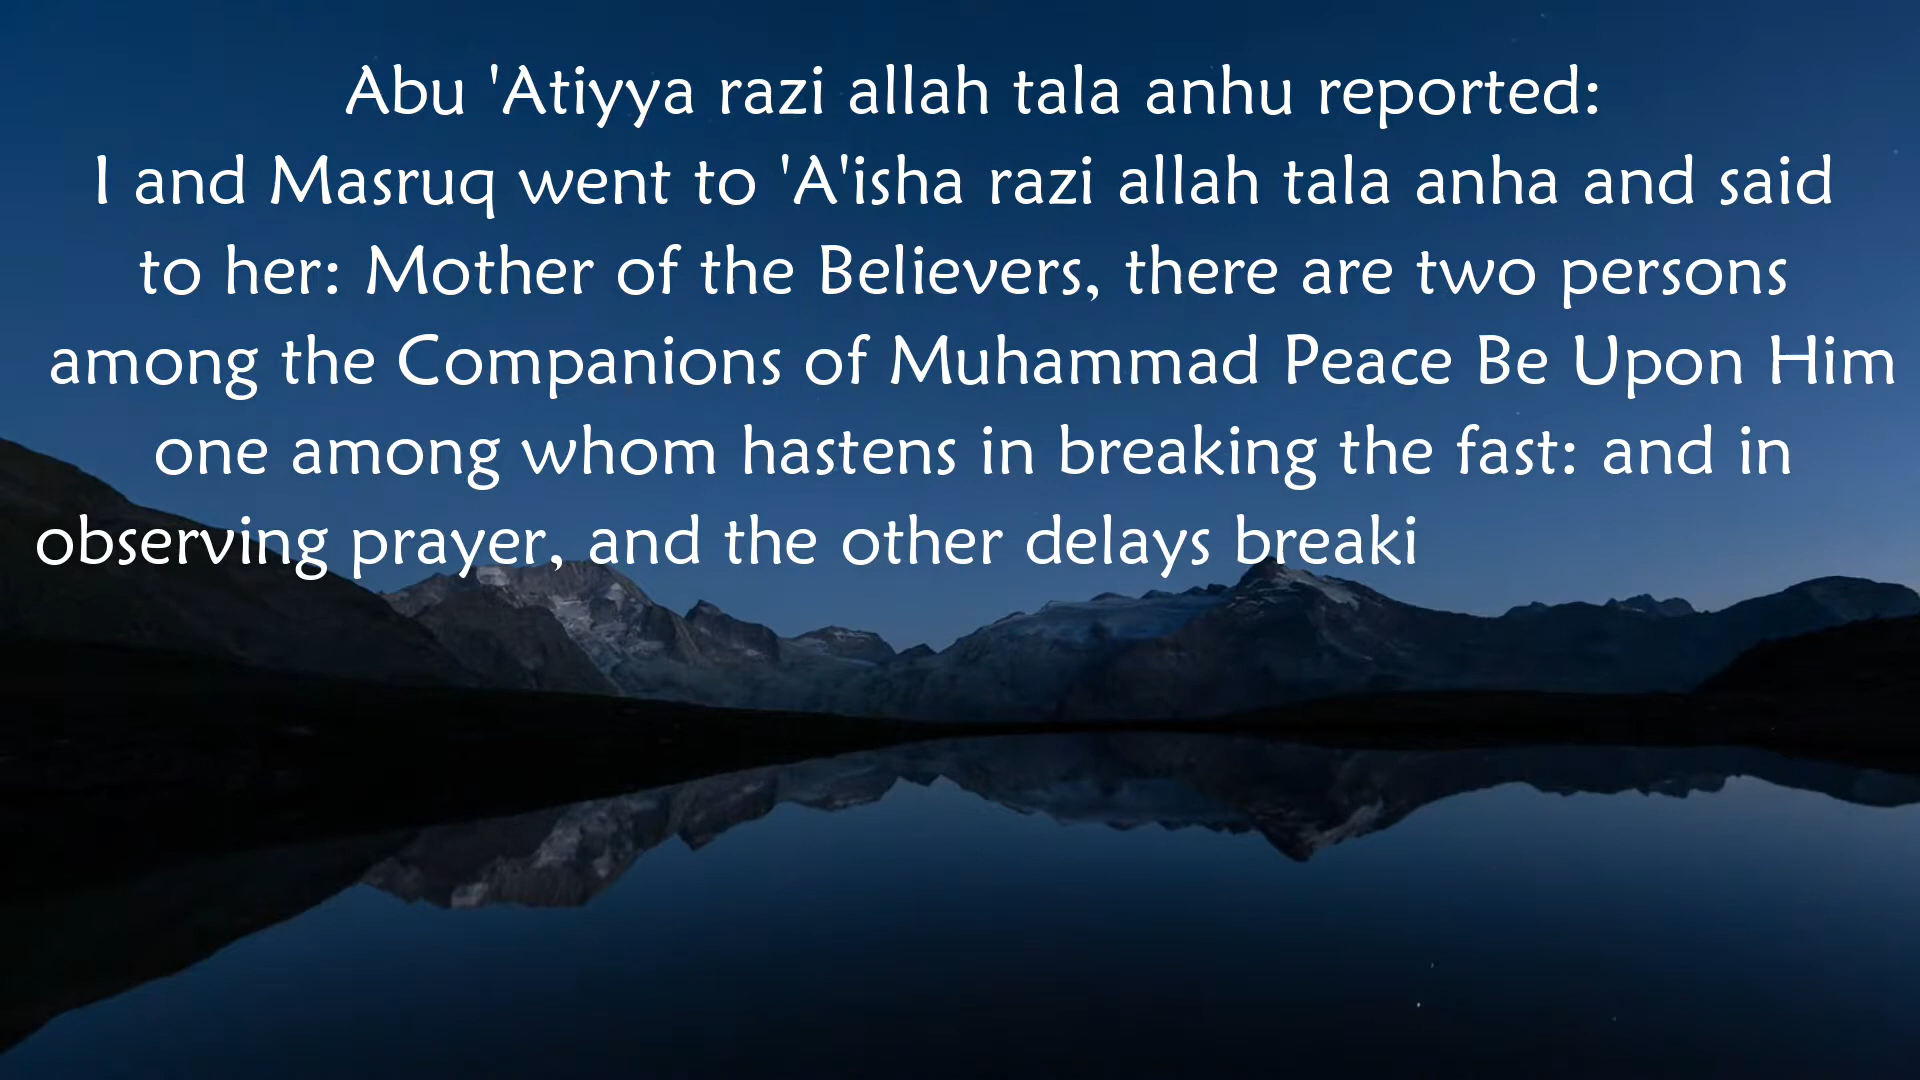 Abu 'Atiyya razi allah tala anhu reported:
I and Masruq went to 'A'isha razi allah tala anha and said
to her: Mother of the Believers, there are two persons
among the Companions of Muhammad Peace Be Upon Him
one among whom hastens in breaking the fast: and in
observing prayer, and the other delays breaki